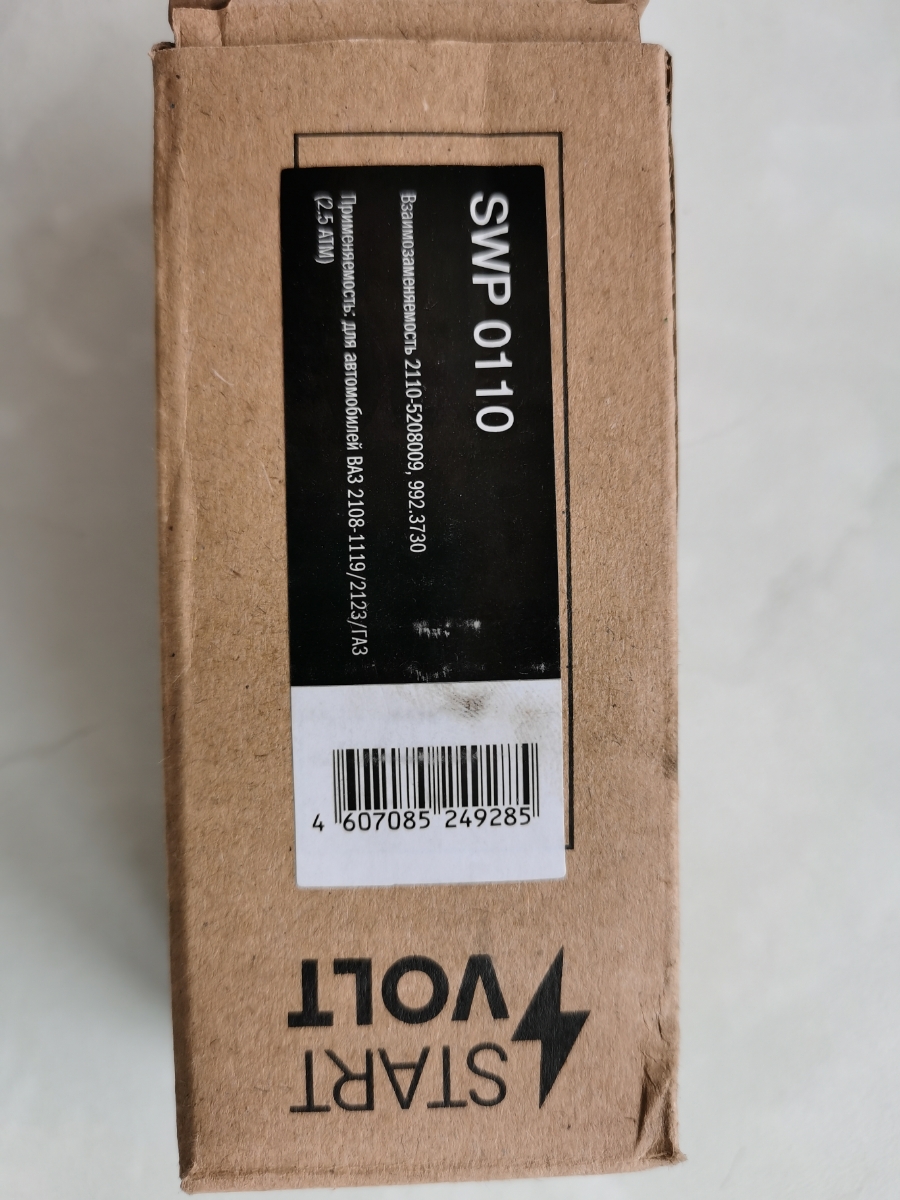 SWP 0110
Взаимозаменяемость 2110-5208009, 992.3730
Применяемость: для автомобилей ВАЗ 2108-1119/2123/ГАЗ
(2.5 АТМ)
4 607085 249285
START
VOLT